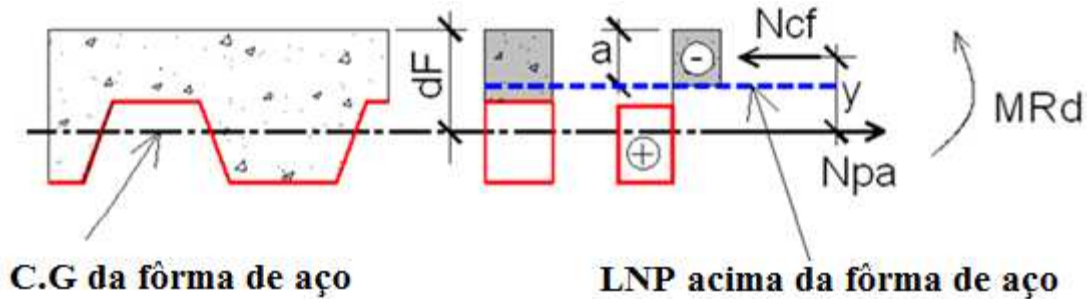 dF
a
-
Ncf
y
MRd
+
Npa
C.G da fôrma de aço
LNP acima da fôrma de aço